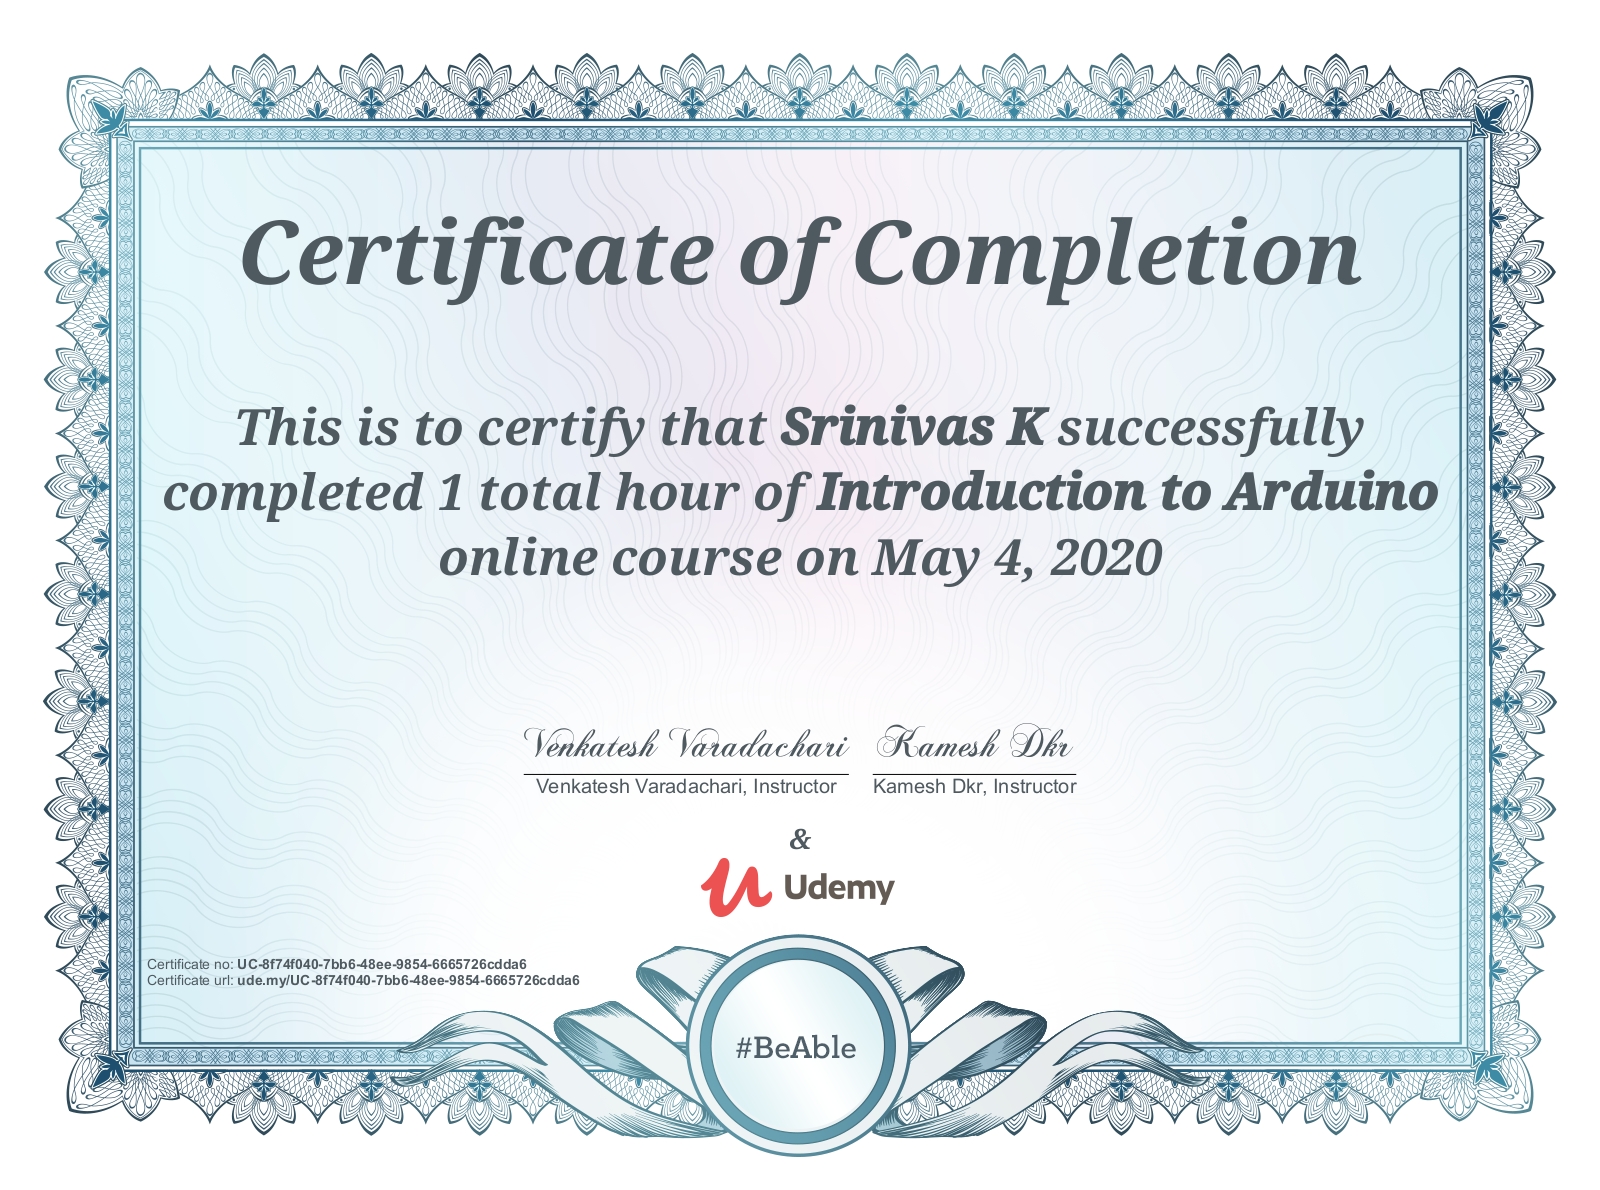 Certificate of Completion
This is to certify that Srinivas K successfully
completed 1 total hour of Introduction to Arduino
online course on May 4, 2020
Venkatesh Varadachari Kamesh Dkr
Venkatesh Varadachari, Instructor Kamesh Dkr, Instructor
&
Udemy
Certificate no: UC-8f74f040-7bb6-48ee-9854-6665726cdda6
Certificate url: ude.my/UC-8f74f040-7bb6-48ee-9854-6665726cdda6
#BeAble